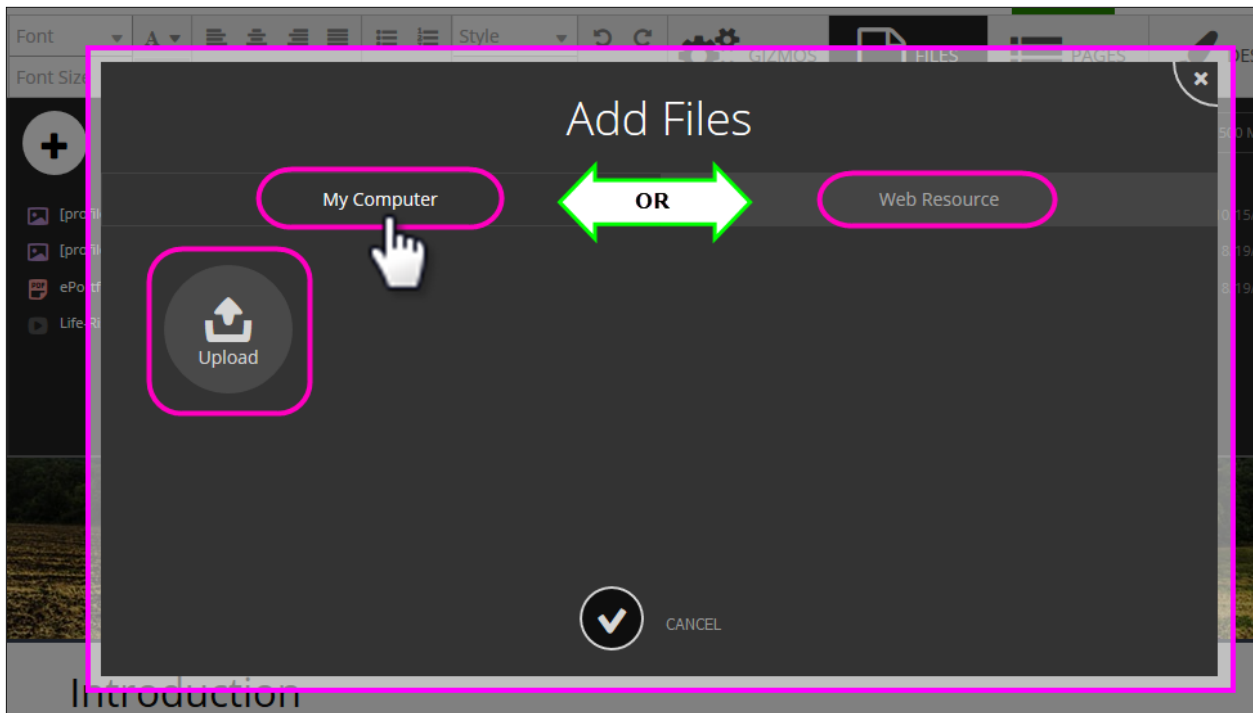 Font
A
Style
Font Size
GIZMOS
FILES
PAGES
Add Files
My Computer
OR
Web Resource
Upload
CANCEL
Introduction